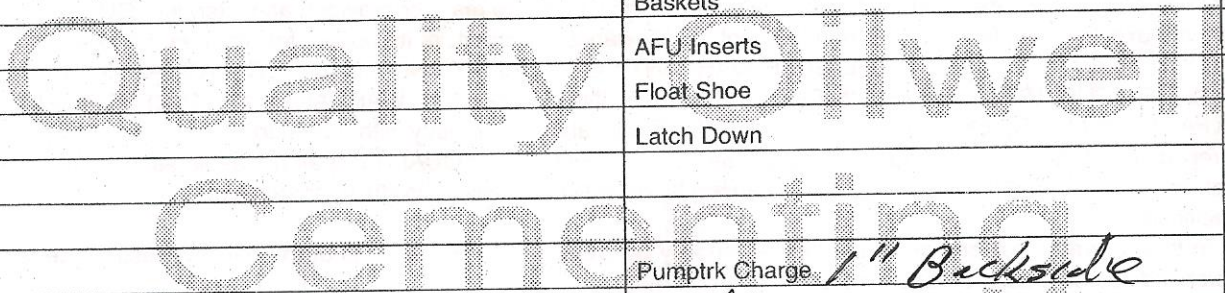 Baskets
Quality Oilwell
AFU Inserts
Float Shoe
Latch Down
Cementing
Pumptrk Charge 1" Backside